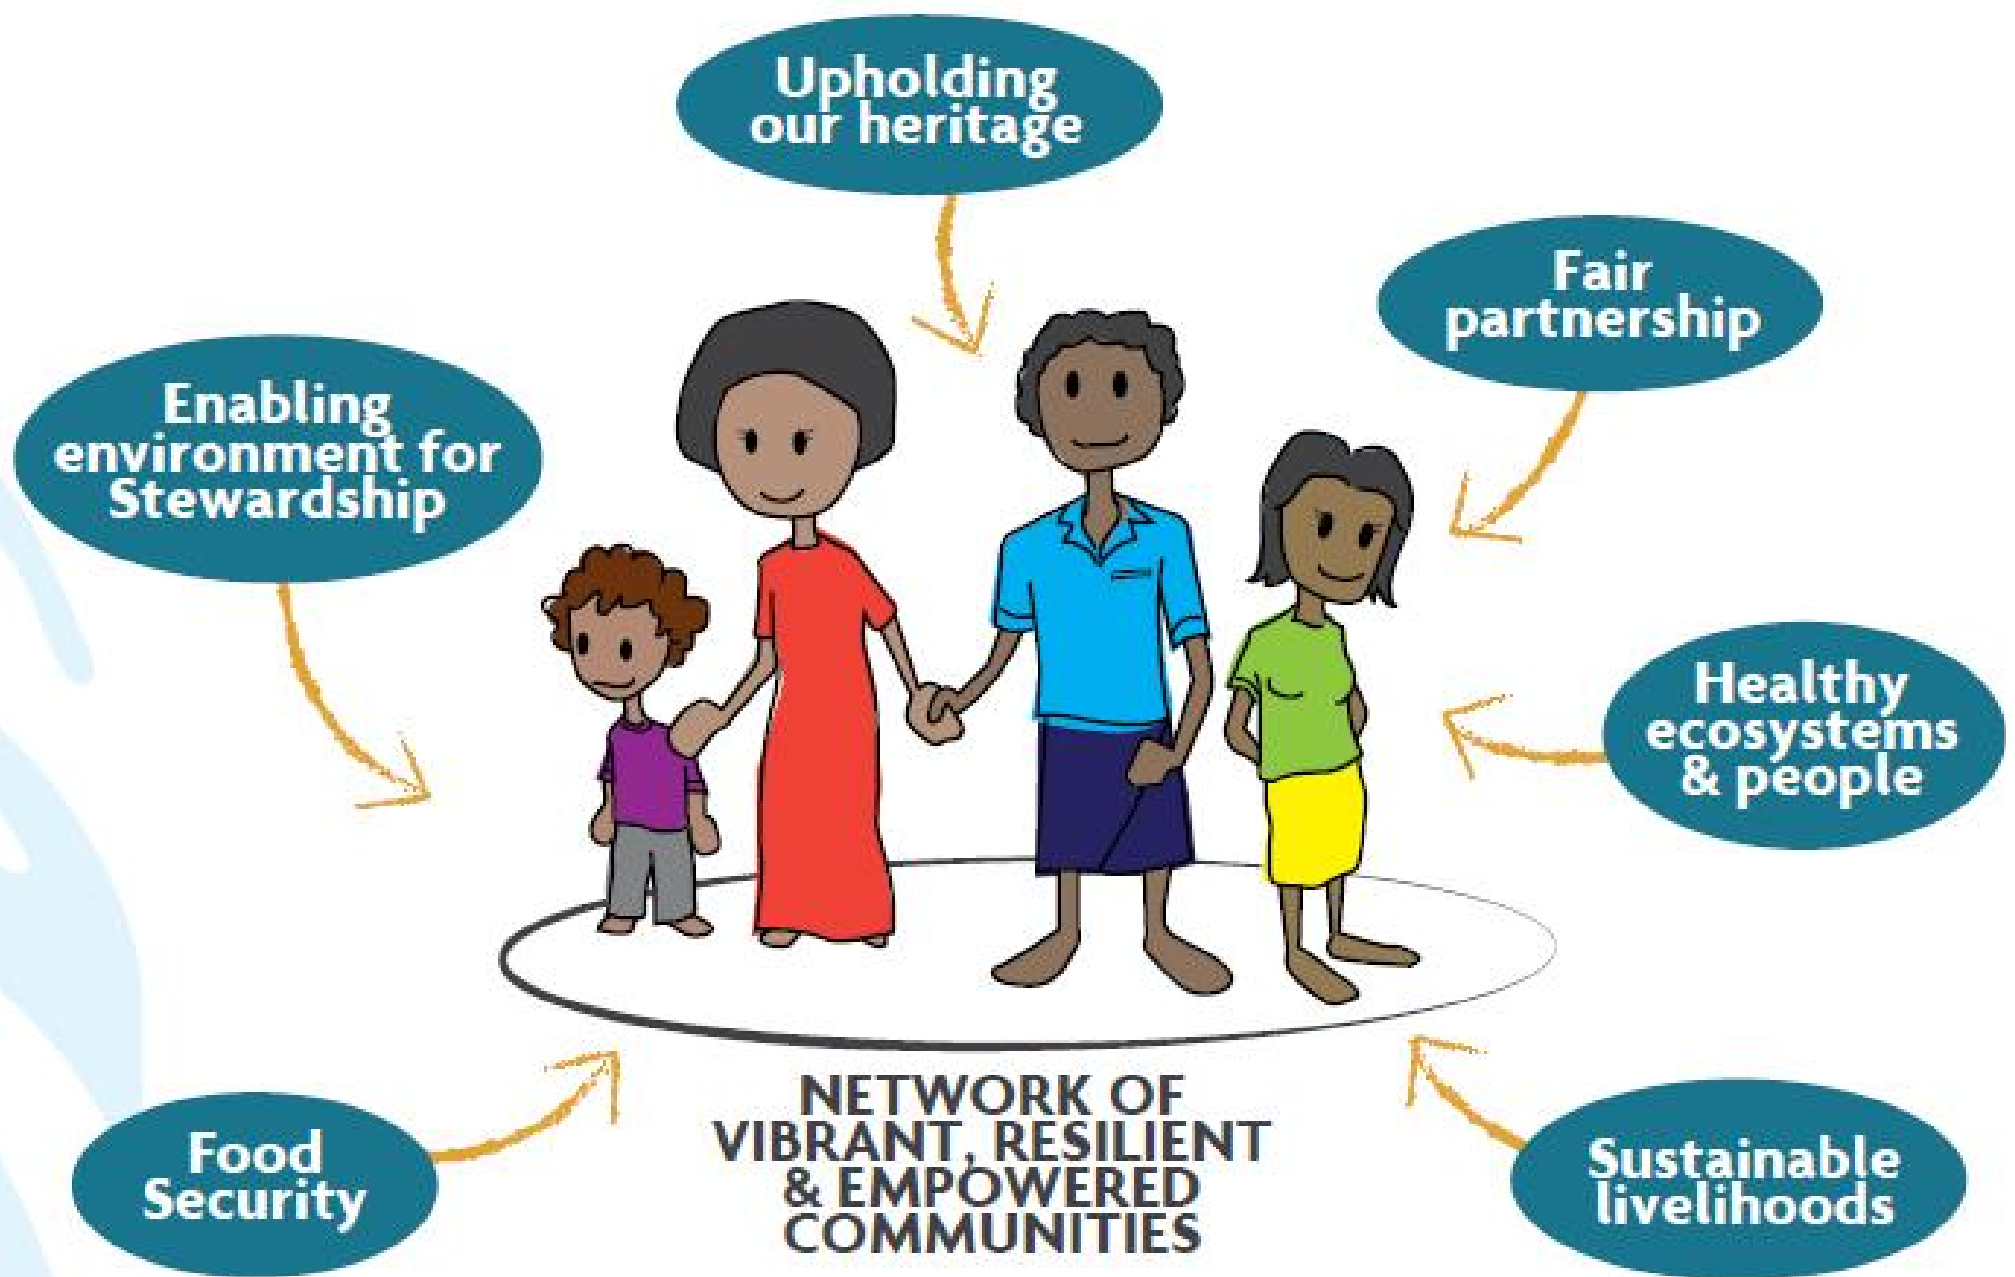 Upholding
our heritage
Fair
partnership
Enabling
environment for
Stewardship
Healthy
ecosystems
& people
Food
Security
NETWORK OF
VIBRANT, RESILIENT
& EMPOWERED
COMMUNITIES
Sustainable
livelihoods